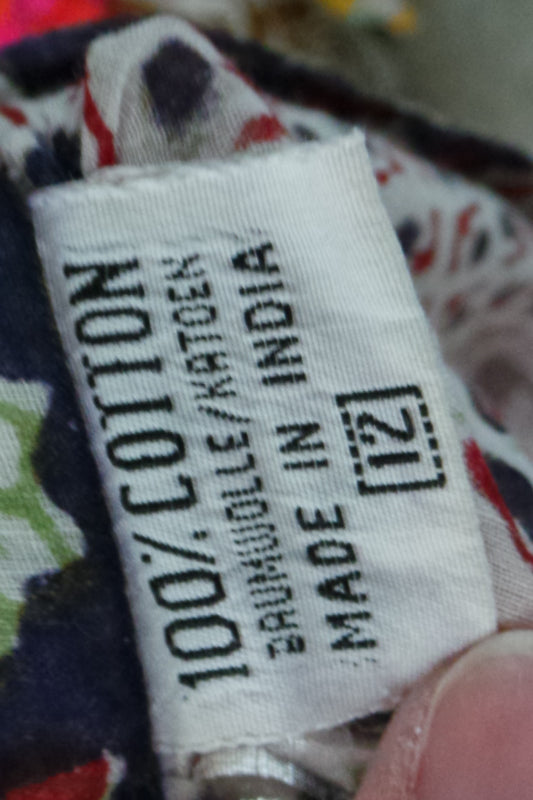 100% COTTON
BAUMWOLLE/KATOEN
MADE IN INDIA
12